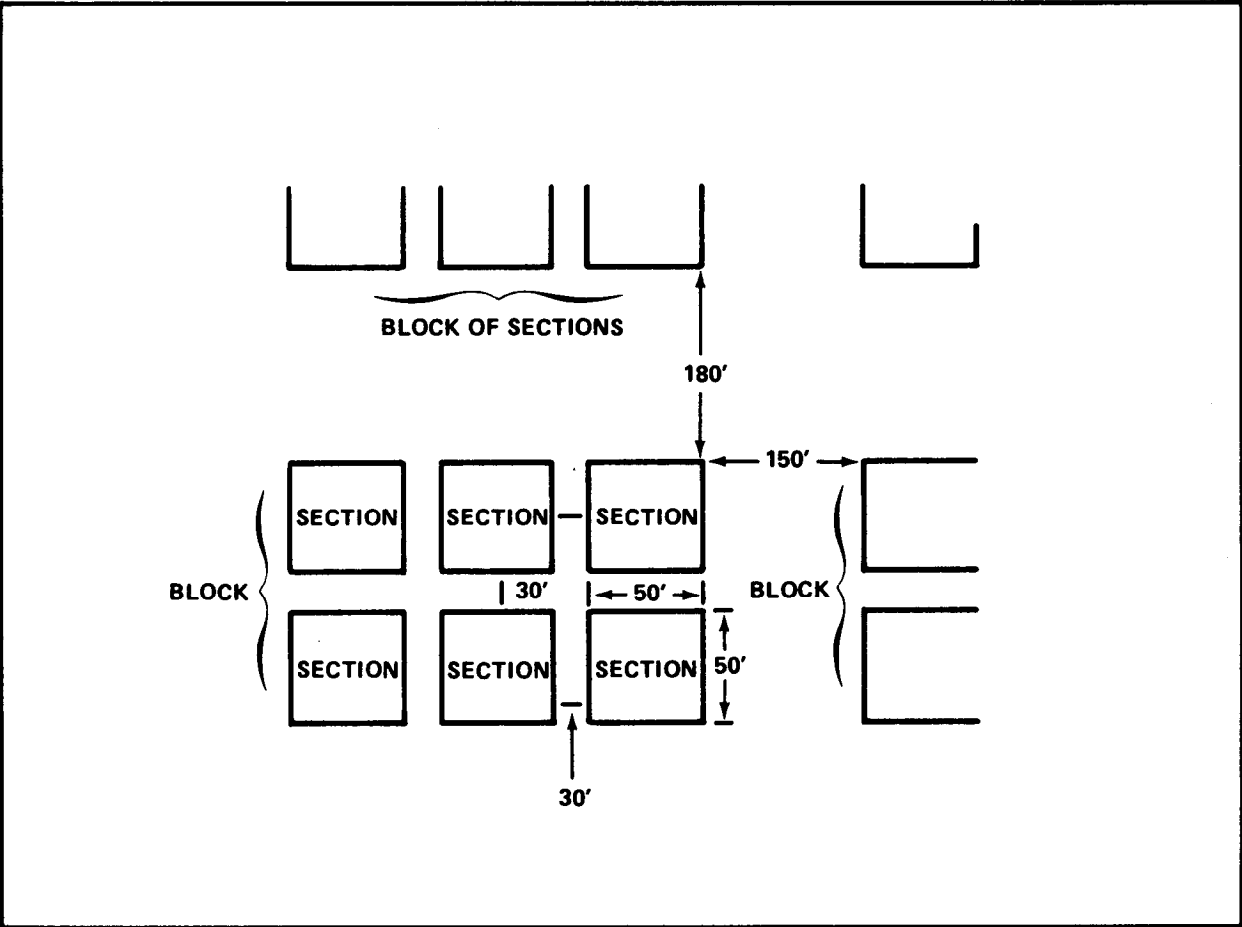 BLOCK OF SECTIONS
180′
150′
SECTION SECTION SECTION
BLOCK 30′ 50′ BLOCK
SECTION SECTION SECTION 50′
30′